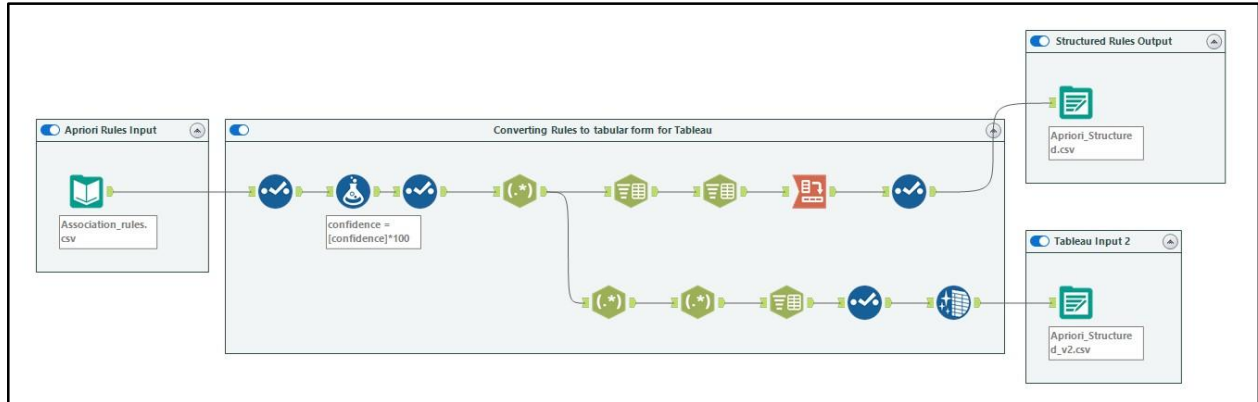 Structured Rules Output
Apriori Rules Input
Converting Rules to tabular form for Tableau
Apriori_Structure
d.csv
(.*)
Association_rules.
csv
confidence =
[confidence]*100
Tableau Input 2
(.*)
(.*)
Apriori_Structure
d_v2.csv